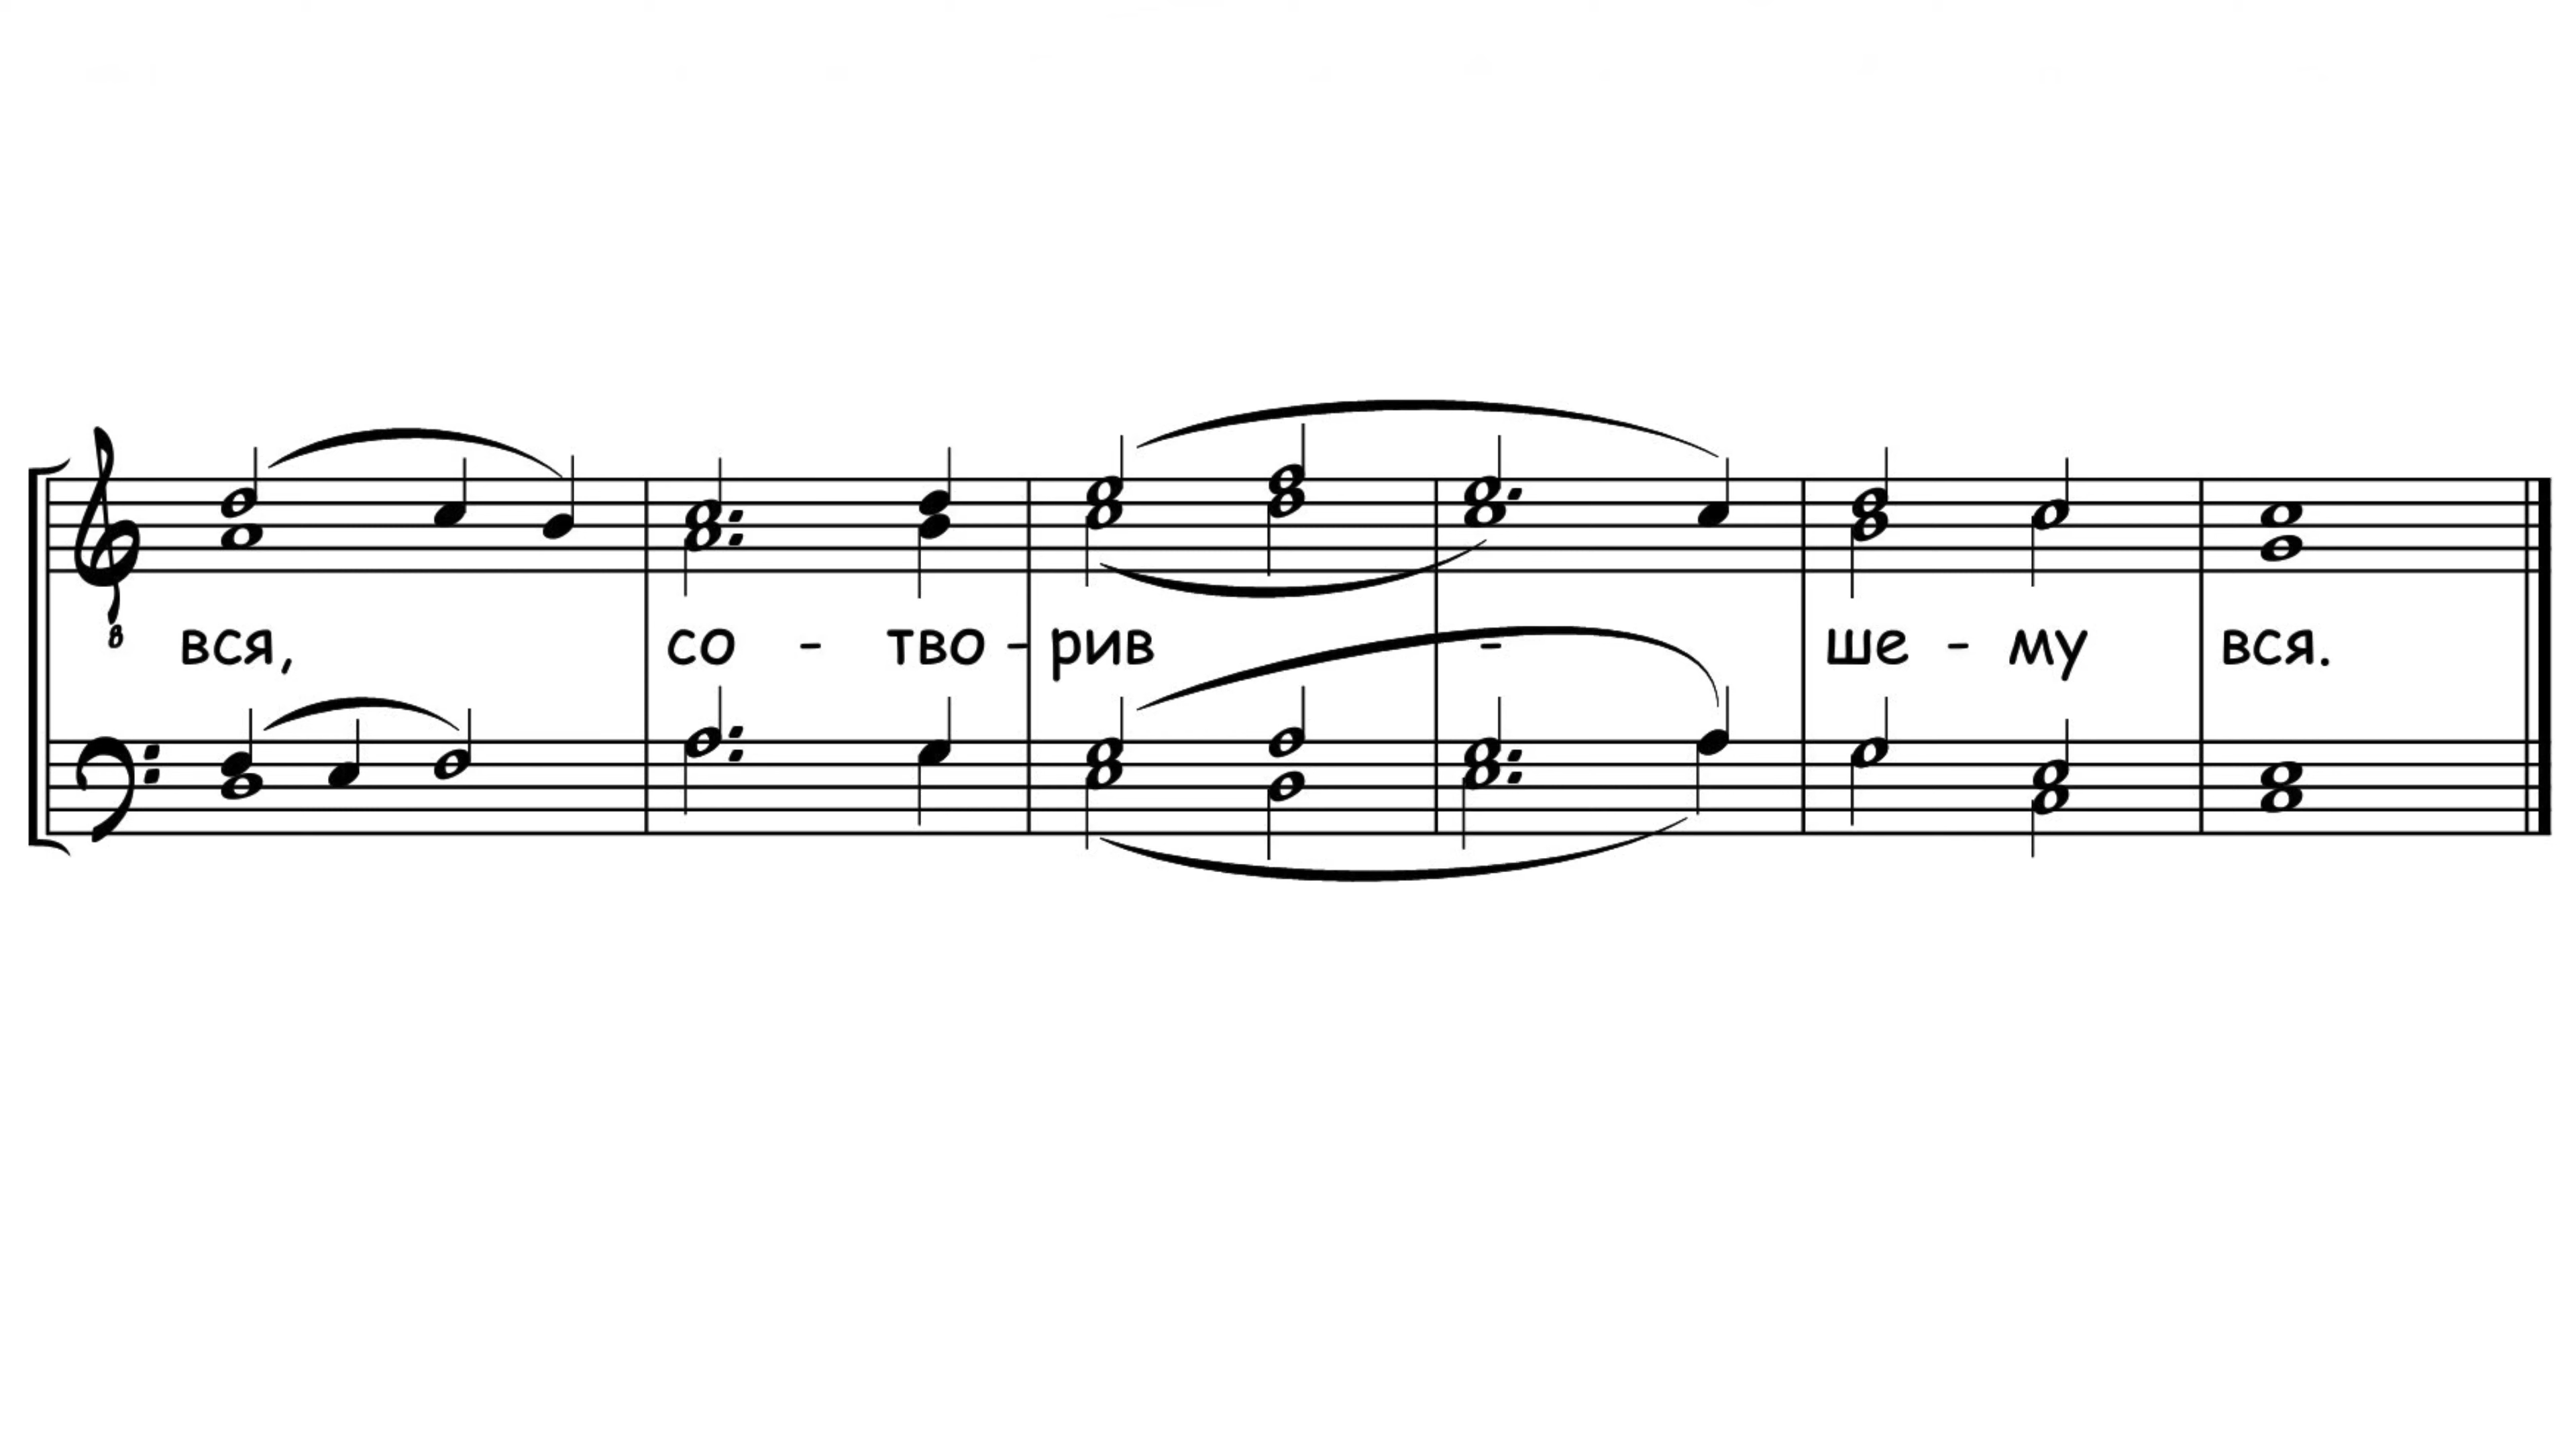 8 вся, со - тво - рив - ше - му вся.